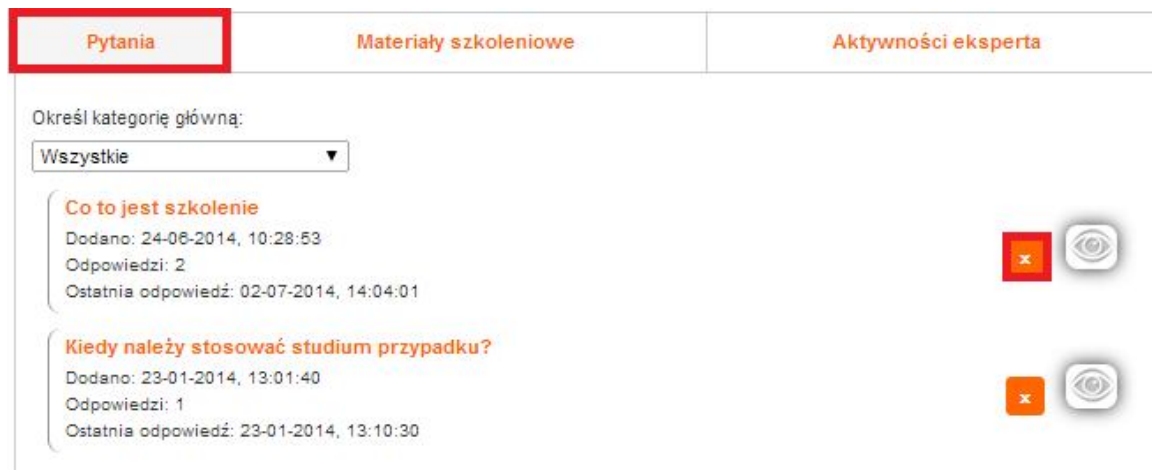 Pytania
Materiały szkoleniowe
Aktywności eksperta
Określ kategorię główną:
Wszystkie
Co to jest szkolenie
Dodano: 24-06-2014, 10:28:53
Odpowiedzi: 2
Ostatnia odpowiedź: 02-07-2014, 14:04:01
x
Kiedy należy stosować studium przypadku?
Dodano: 23-01-2014, 13:01:40
Odpowiedzi: 1
Ostatnia odpowiedź: 23-01-2014, 13:10:30
x